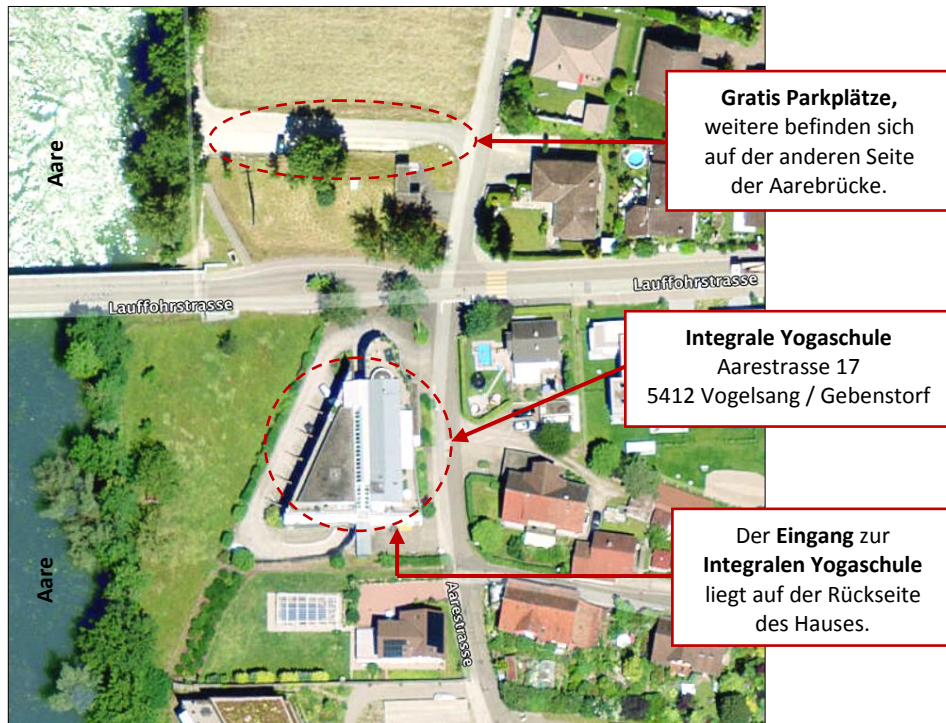 Aare
Gratis Parkplätze,
weitere befinden sich
auf der anderen Seite
der Aarebrücke.
Lauffohrstrasse
Lauffohrstrasse
Integrale Yogaschule
Aarestrasse 17
5412 Vogelsang / Gebenstorf
Der Eingang zur
Integralen Yogaschule
liegt auf der Rückseite
des Hauses.
Aare
Aarestrasse